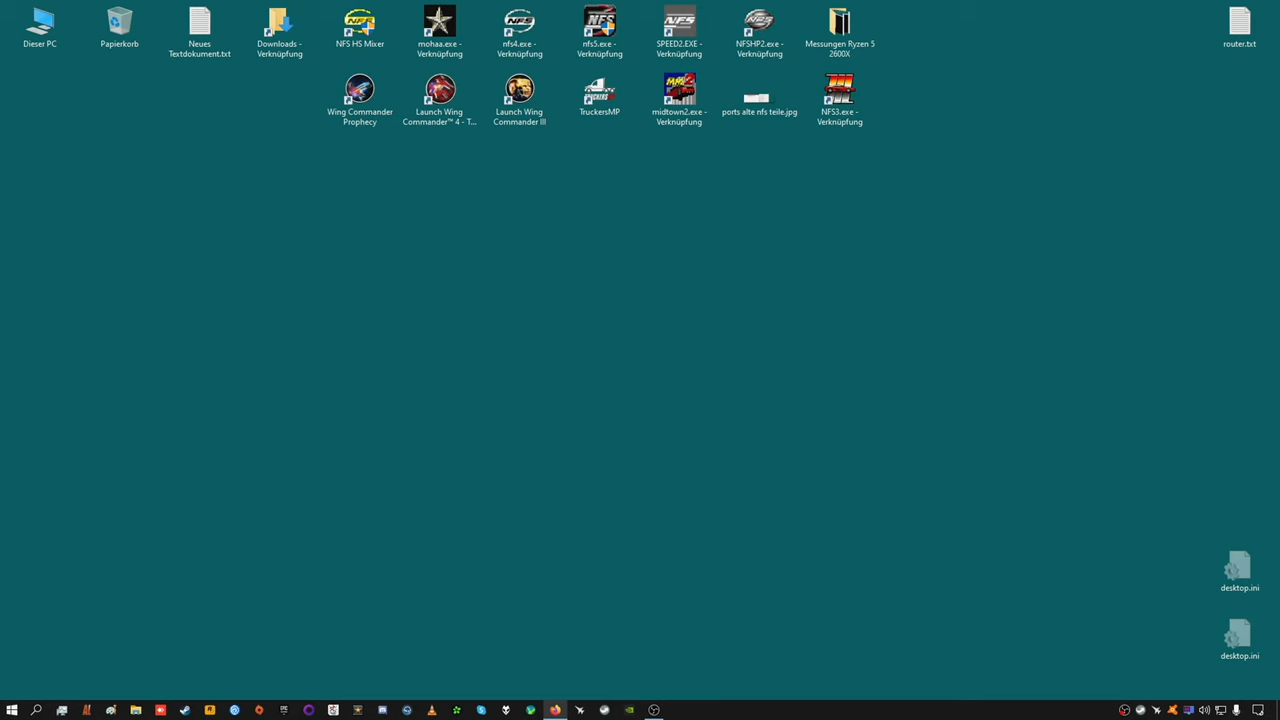 Dieser PC
Papierkorb
Neues
Textdokument.txt
Downloads -
Verknüpfung
NFS HS Mixer
mohaa.exe -
Verknüpfung
nfs4.exe -
Verknüpfung
nfs5.exe -
Verknüpfung
SPEED2.EXE -
Verknüpfung
NFSHP2.exe -
Verknüpfung
Messungen Ryzen 5
2600X
router.txt
Wing Commander
Prophecy
Launch Wing
Commander™ 4 - T...
Launch Wing
Commander III
TruckersMP
midtown2.exe -
Verknüpfung
ports alte nfs teile.jpg
NFS3.exe -
Verknüpfung
desktop.ini
desktop.ini